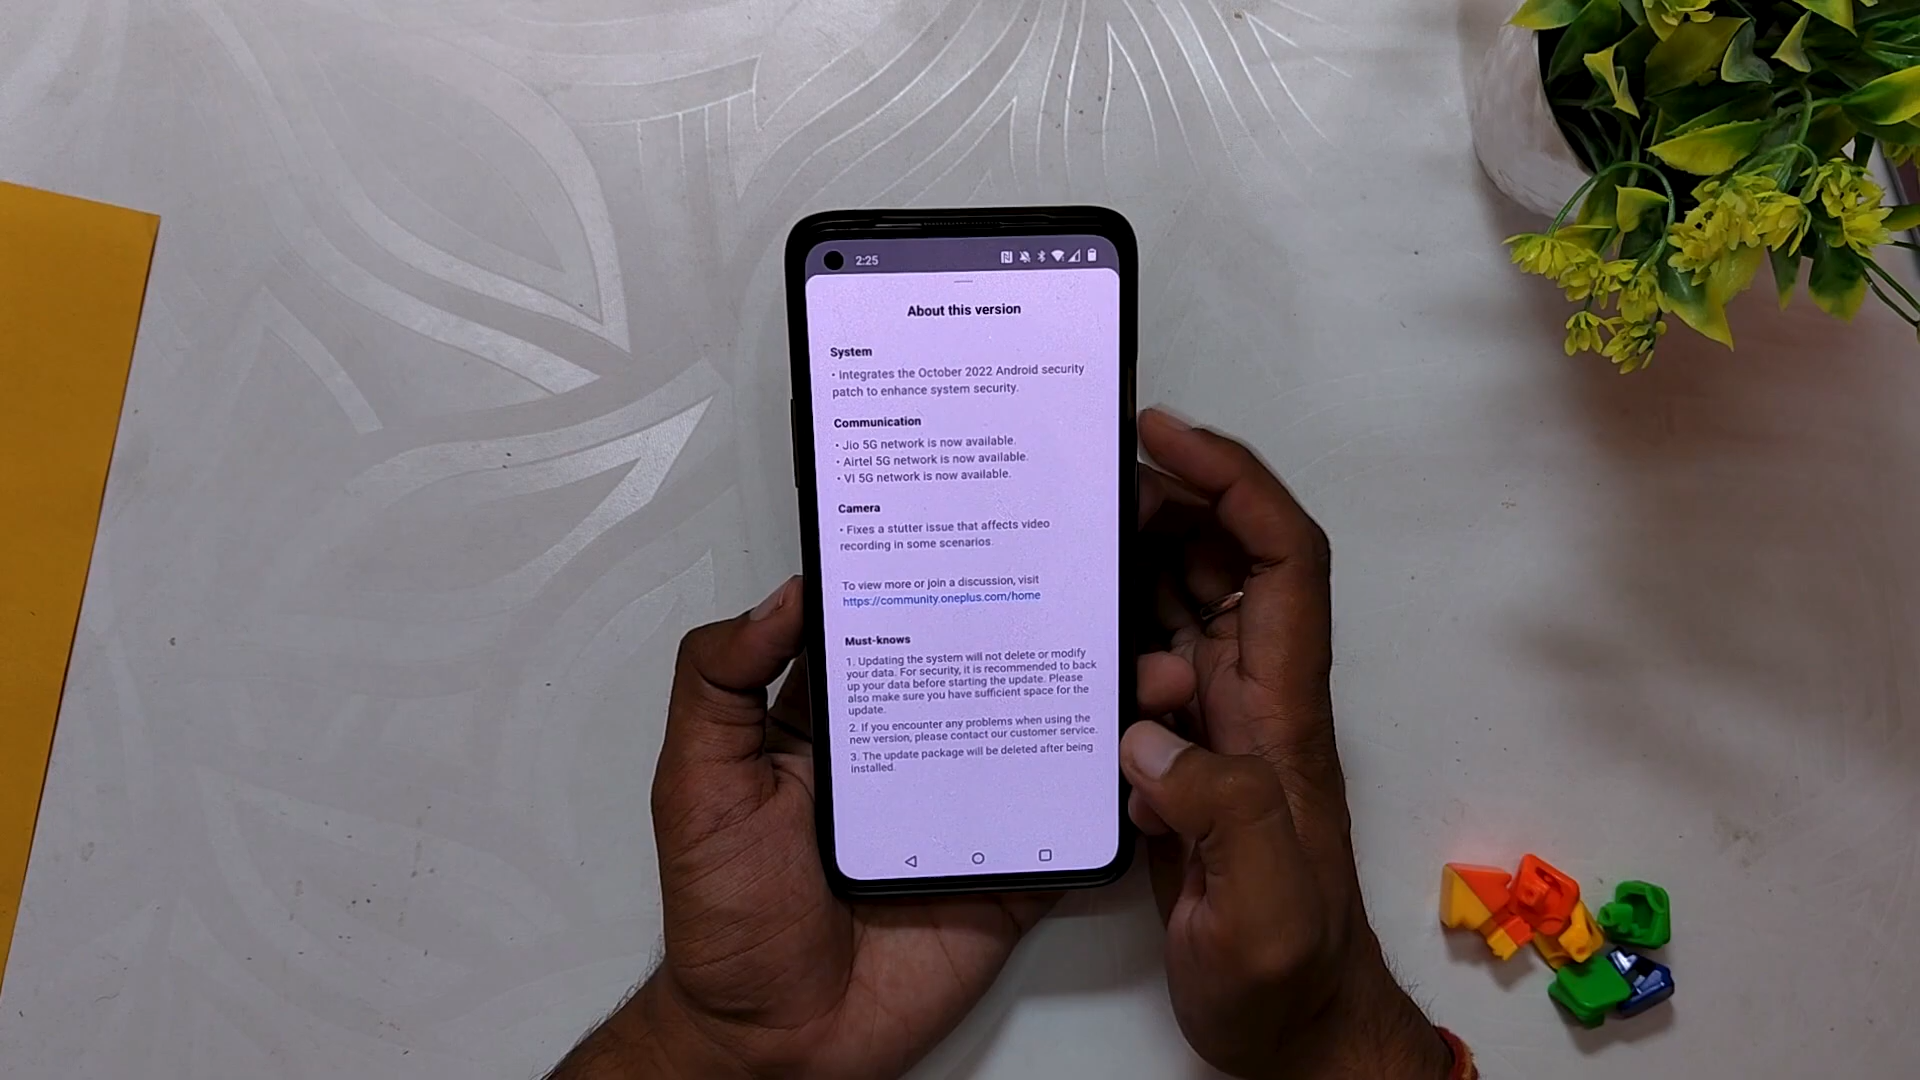 2:25
About this version
System
• Integrates the October 2022 Android security
patch to enhance system security.
Communication
• Jio 5G network is now available.
• Airtel 5G network is now available.
• VI 5G network is now available.
Camera
• Fixes a stutter issue that affects video
recording in some scenarios.
To view more or join a discussion, visit
https://community.oneplus.com/home
Must-knows
1. Updating the system will not delete or modify
your data. For security, it is recommended to back
up your data before starting the update. Please
also make sure you have sufficient space for the
update.
2. If you encounter any problems when using the
new version, please contact our customer service.
3. The update package will be deleted after being
installed.